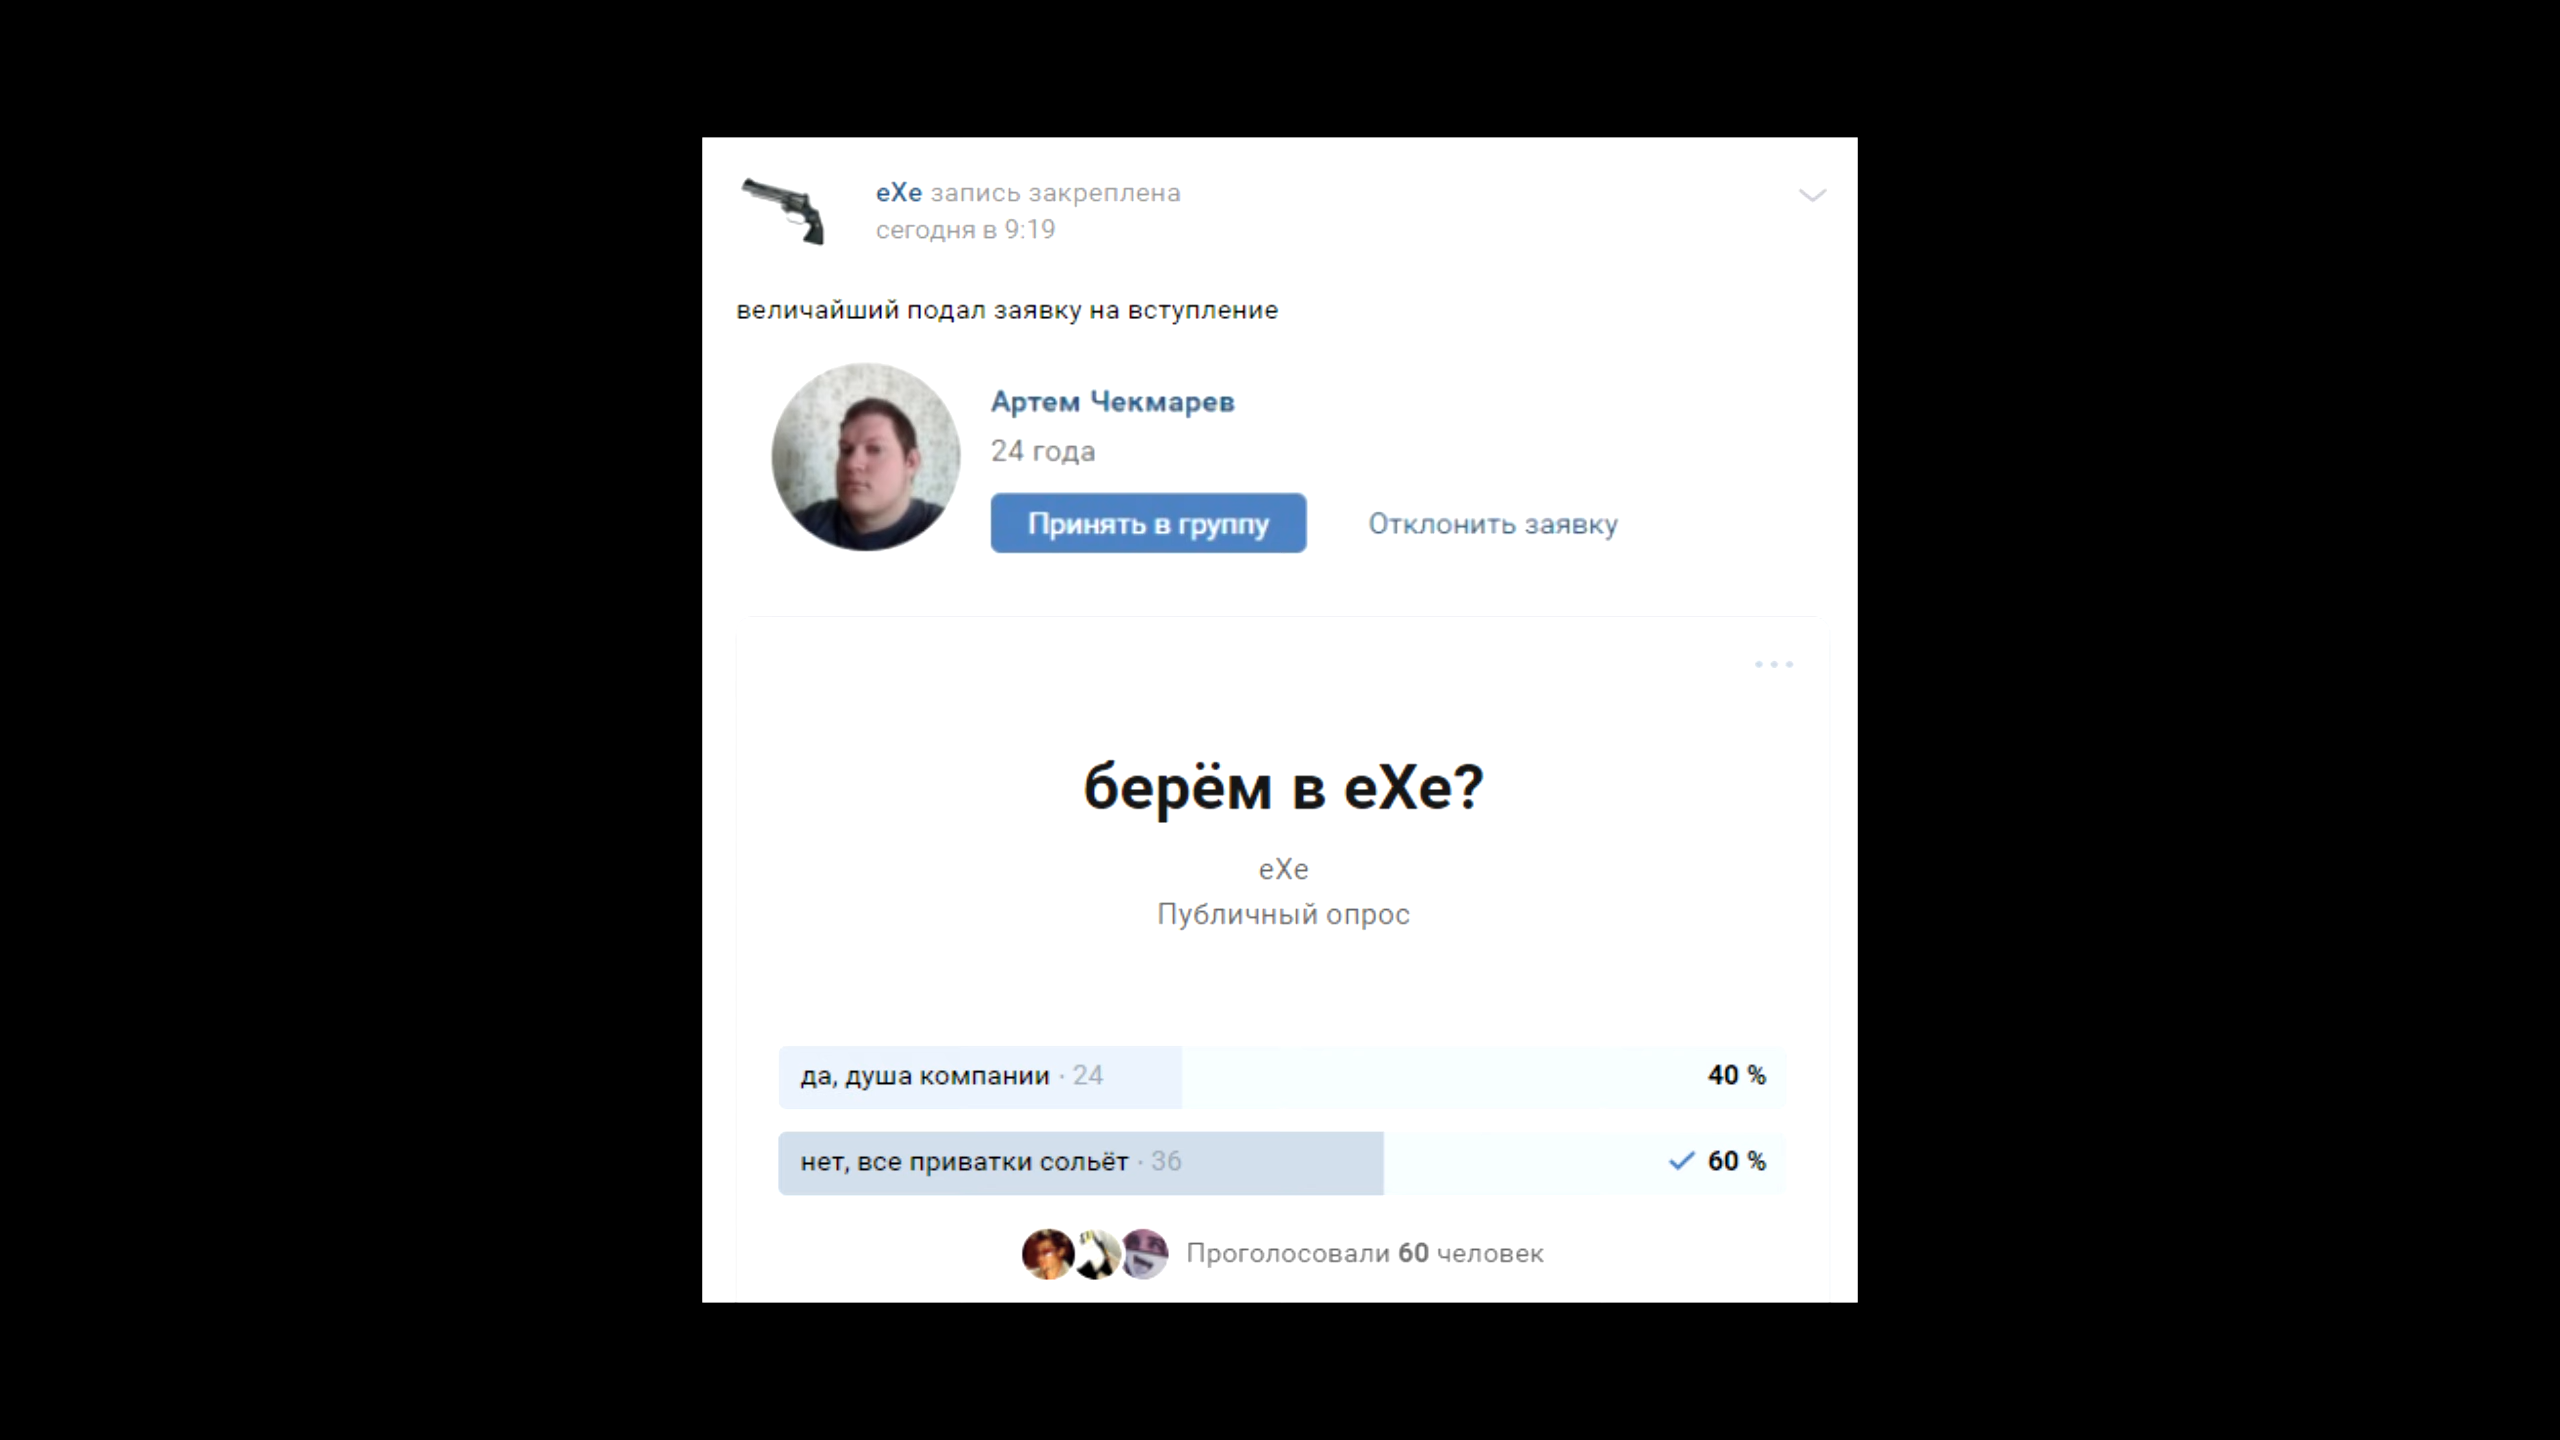 eXe запись закреплена
сегодня в 9:19
величайший подал заявку на вступление
Артем Чекмарев
24 года
Принять в группу Отклонить заявку
берём в eXe?
eXe
Публичный опрос
да, душа компании · 24 40 %
нет, все приватки сольёт · 36 60 %
Проголосовали 60 человек